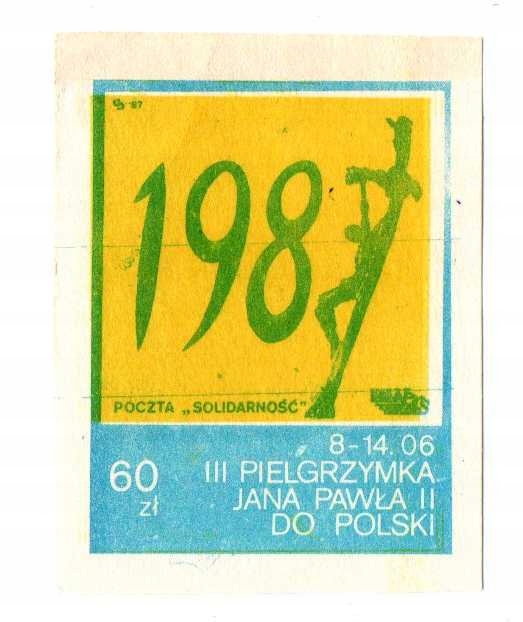 '87
198
POCZTA „SOLIDARNOŚĆ"
8-14.06
60 zł
III PIELGRZYMKA
JANA PAWŁA II
DO POLSKI